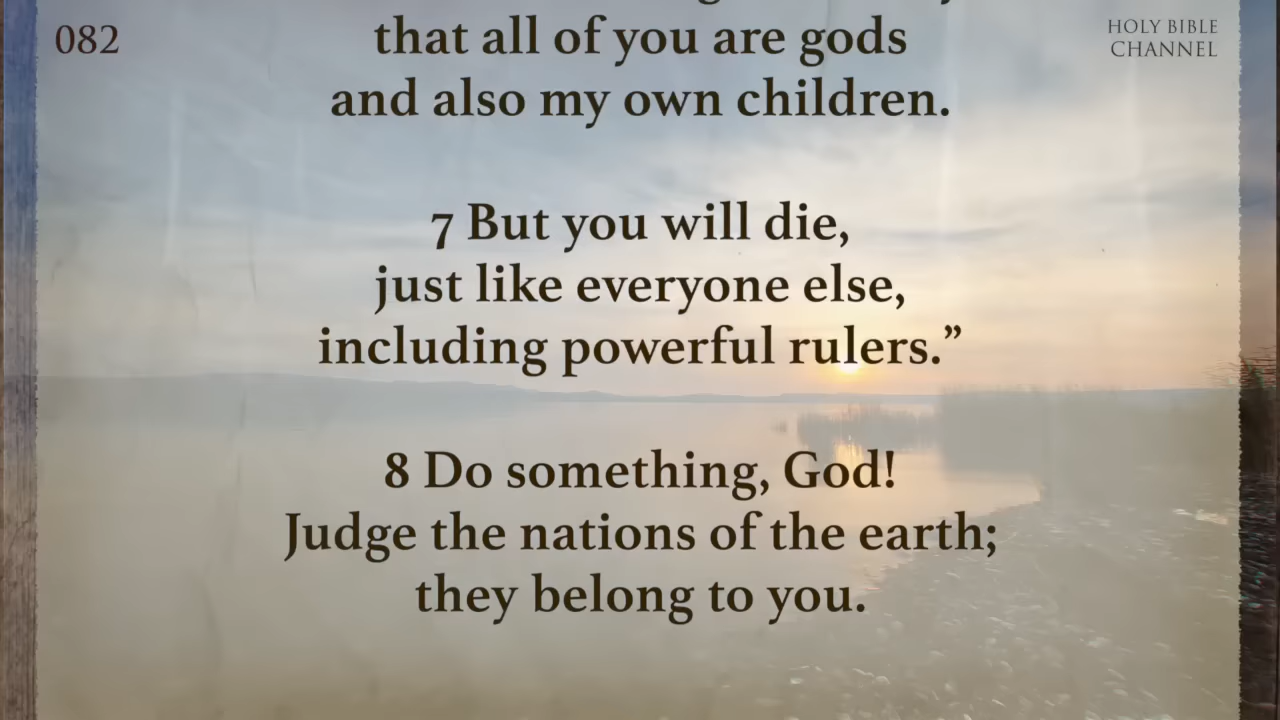 082
HOLY BIBLE
CHANNEL
that all of you are gods
and also my own children.
7 But you will die,
just like everyone else,
including powerful rulers.”
8 Do something, God!
Judge the nations of the earth;
they belong to you.